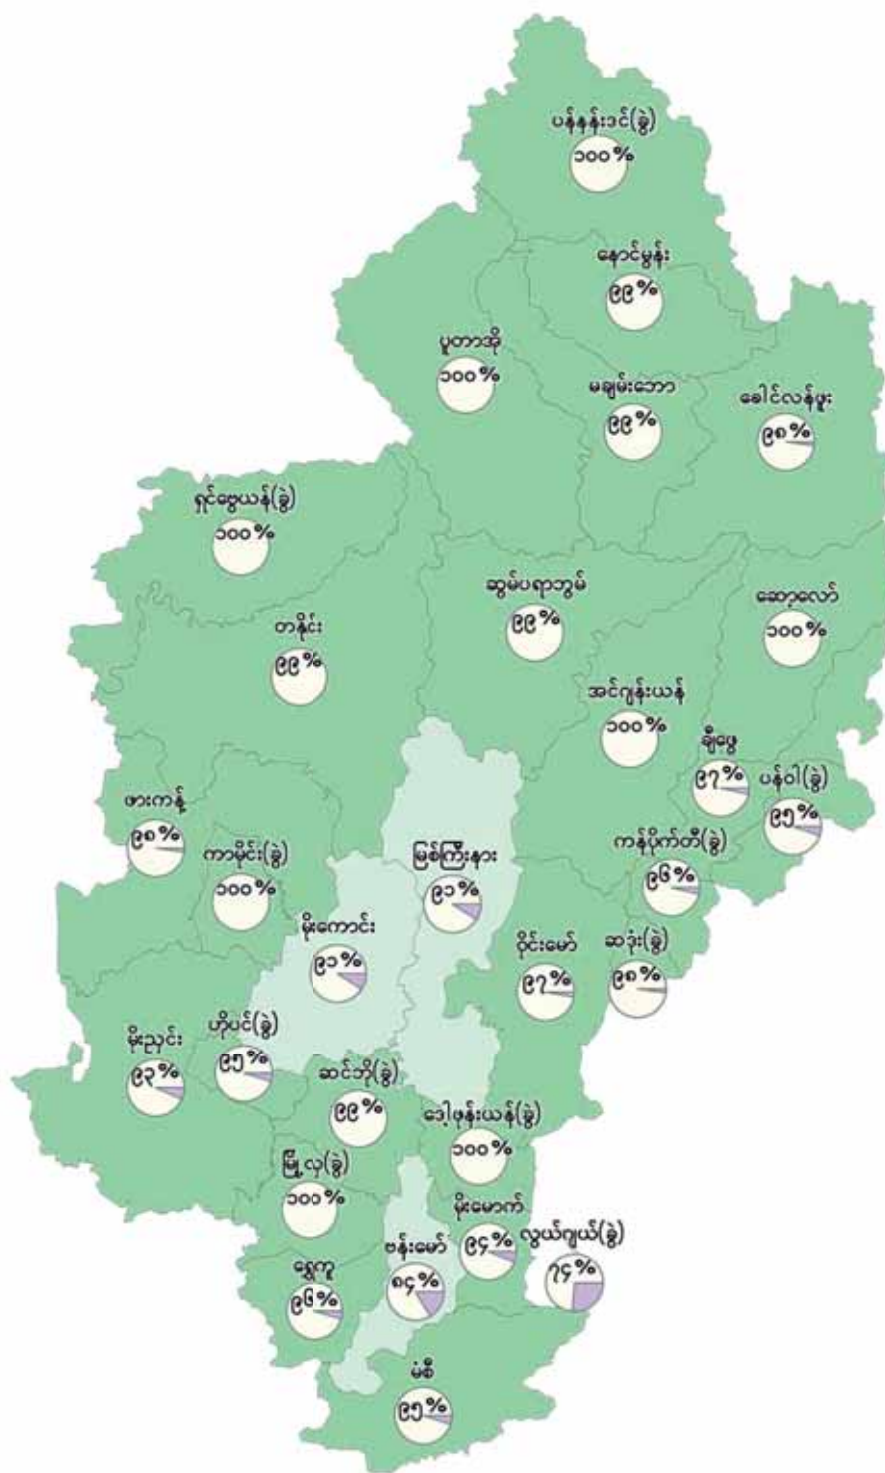 ပန်နန်းဒင်(ခွဲ)
၁၀၀%
နောင်မွန်း
၉၉%
ပူတာအို
၁၀၀%
မချမ်းဘော
၉၉%
ခေါင်လန်ဖူး
၉၈%
ရှင်ဗွေယန်(ခွဲ)
၁၀၀%
ဆွမ်ပရာဘွမ်
၉၉%
ဆော့လော်
၁၀၀%
တနိုင်း
၉၉%
အင်ဂျန်းယန်
၁၀၀%
ချီဖွေ
၉၇%
ပန်ဝါ(ခွဲ)
၉၅%
ဖားကန့်
၉၈%
ကာမိုင်း(ခွဲ)
၁၀၀%
မြစ်ကြီးနား
၉၁%
ကန်ပိုက်တီ(ခွဲ)
၉၆%
မိုးကောင်း
၉၁%
ဝိုင်းမော်
၉၇%
ဆဒုံး(ခွဲ)
၉၈%
မိုးညှင်း
၉၃%
ဟိုပင်(ခွဲ)
၉၅%
ဆင်ဘို(ခွဲ)
၉၉%
ဒေါ့ဖုန်းယန်(ခွဲ)
၁၀၀%
မြို့လှ(ခွဲ)
၁၀၀%
မိုးမောက်
၉၄%
လွယ်ဂျယ်(ခွဲ)
၇၄%
ဗန်းမော်
၈၄%
ရွှေကူ
၉၆%
မံစီ
၉၅%